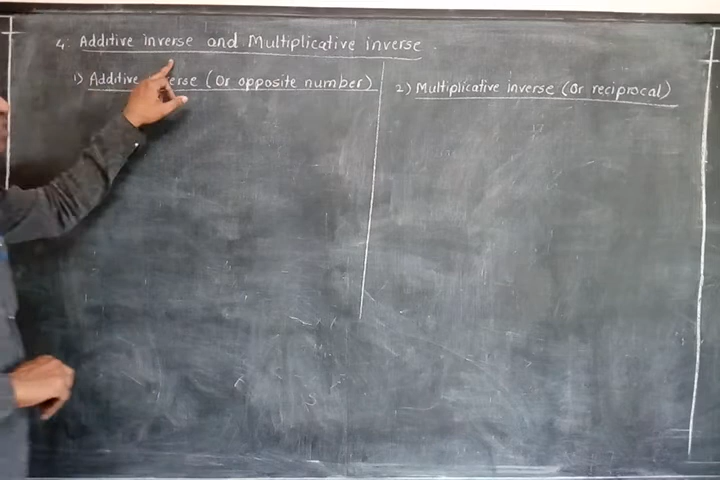 4. Additive inverse and Multiplicative inverse.
1) Additive (Or opposite number)
2) Multiplicative inverse (Or reciprocal)